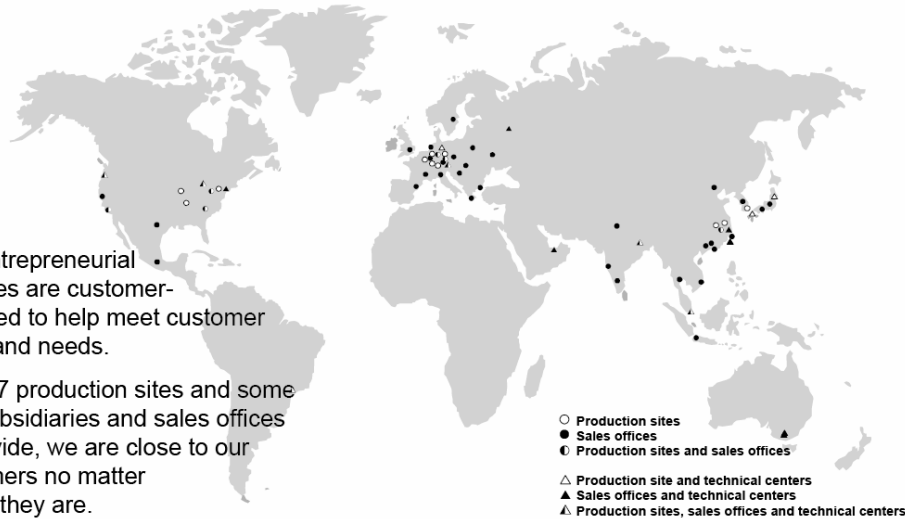 trepreneurial
es are customer-
ed to help meet customer
and needs.
7 production sites and some
bsidiaries and sales offices
vide, we are close to our
ners no matter
they are.
Production sites
Sales offices
Production sites and sales offices
Production site and technical centers
Sales offices and technical centers
Production sites, sales offices and technical centers